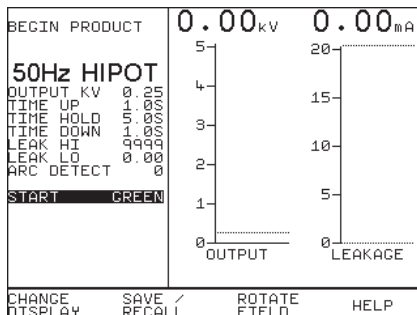 BEGIN PRODUCT
50Hz HIPOT
OUTPUT KV 0.25
TIME UP 1.0S
TIME HOLD 5.0S
TIME DOWN 1.0S
LEAK HI 9999
LEAK LO 0.00
ARC DETECT 0
START GREEN
0.00kV 0.00mA
5
4
3
2
1
0
OUTPUT
20
15
10
5
0
LEAKAGE
CHANGE DISPLAY
SAVE / RECALL
ROTATE FIELD
HELP